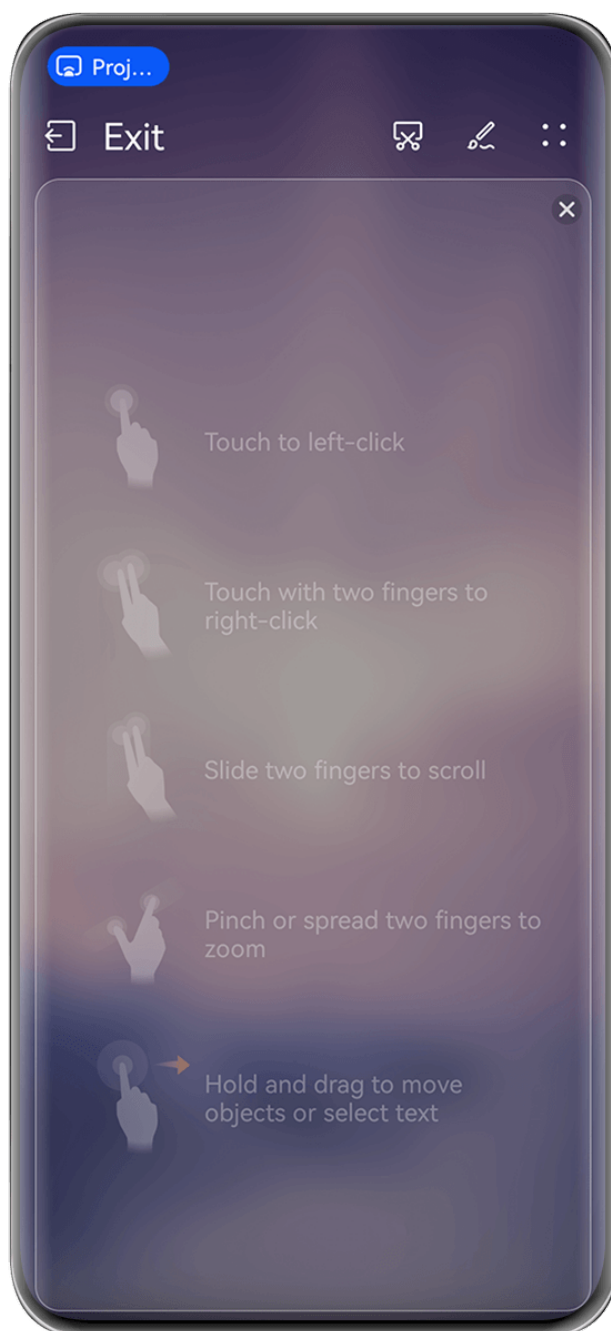 Proj...
Exit
Touch to left-click
Touch with two fingers to
right-click
Slide two fingers to scroll
Pinch or spread two fingers to
zoom
Hold and drag to move
objects or select text